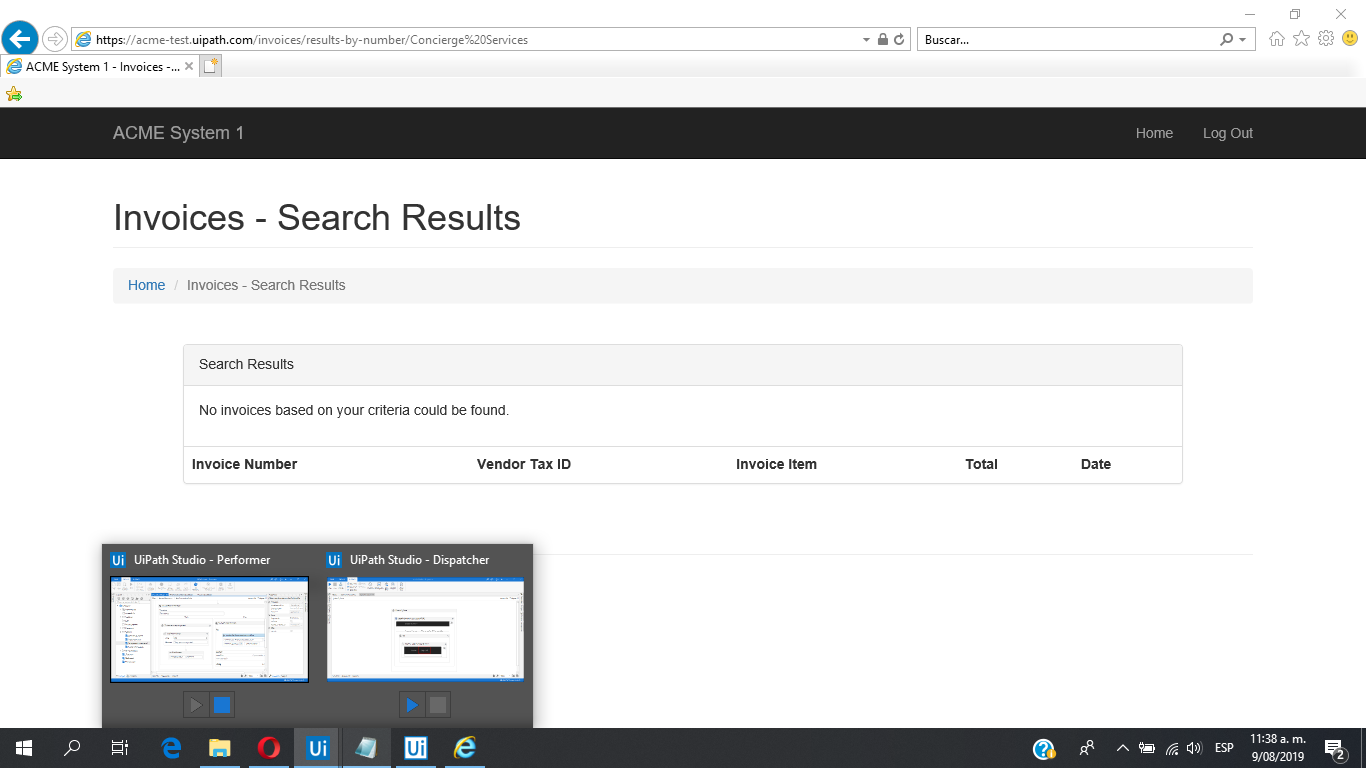 https://acme-test.uipath.com/invoices/results-by-number/Concierge%20Services
Buscar...
ACME System 1 - Invoices -...
ACME System 1
Home
Log Out
Invoices - Search Results
Home / Invoices - Search Results
Search Results
No invoices based on your criteria could be found.
Invoice Number Vendor Tax ID Invoice Item Total Date
Ui UiPath Studio - Performer
Ui UiPath Studio - Dispatcher
Ui
Ui
ESP
11:38 a. m.
9/08/2019
2